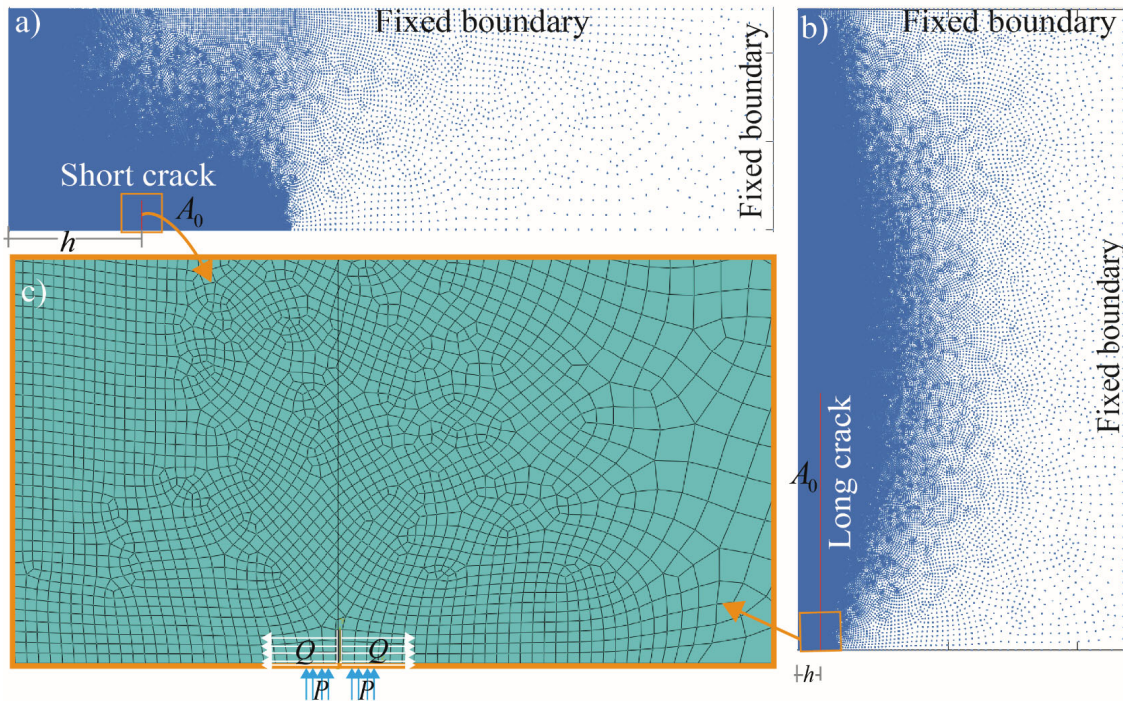 a)
Fixed boundary
Fixed boundary
Short crack
A0
h
b)
Fixed boundary
Fixed boundary
Long crack
A0
h
c)
Q Q
P P